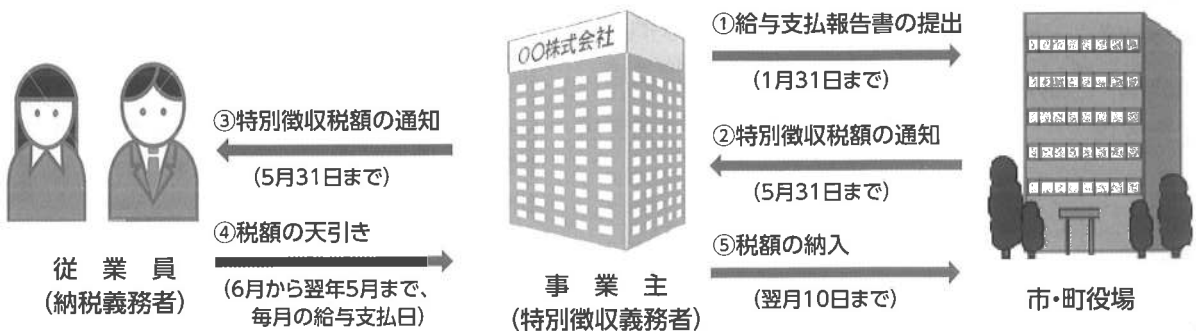 ①給与支払報告書の提出
(1月31日まで)
②特別徴収税額の通知
(5月31日まで)
③特別徴収税額の通知
(5月31日まで)
④税額の天引き
(6月から翌年5月まで、
毎月の給与支払日)
⑤税額の納入
(翌月10日まで)
〇〇株式会社
従業員
(納税義務者)
事業主
(特別徴収義務者)
市・町役場